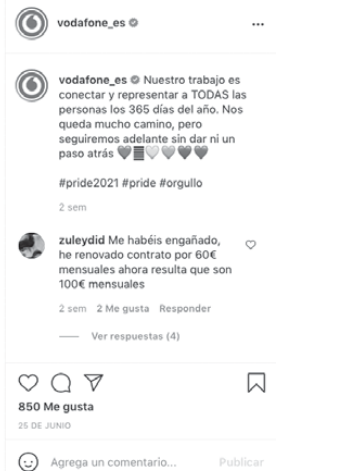 vodafone_es
vodafone_es Nuestro trabajo es
conectar y representar a TODAS las
personas los 365 días del año. Nos
queda mucho camino, pero
seguiremos adelante sin dar ni un
paso atrás
#pride2021 #pride #orgullo
2 sem
zuleydid Me habéis engañado,
he renovado contrato por 60€
mensuales ahora resulta que son
100€ mensuales
2 sem 2 Me gusta Responder
Ver respuestas (4)
850 Me gusta
25 DE JUNIO
Agrega un comentario... Publicar